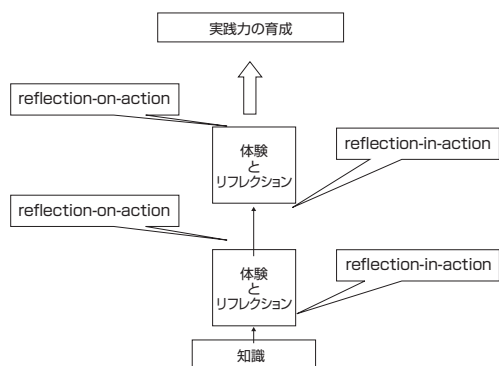 実践力の育成
reflection-on-action
体験
と
リフレクション
reflection-in-action
reflection-on-action
体験
と
リフレクション
reflection-in-action
知識